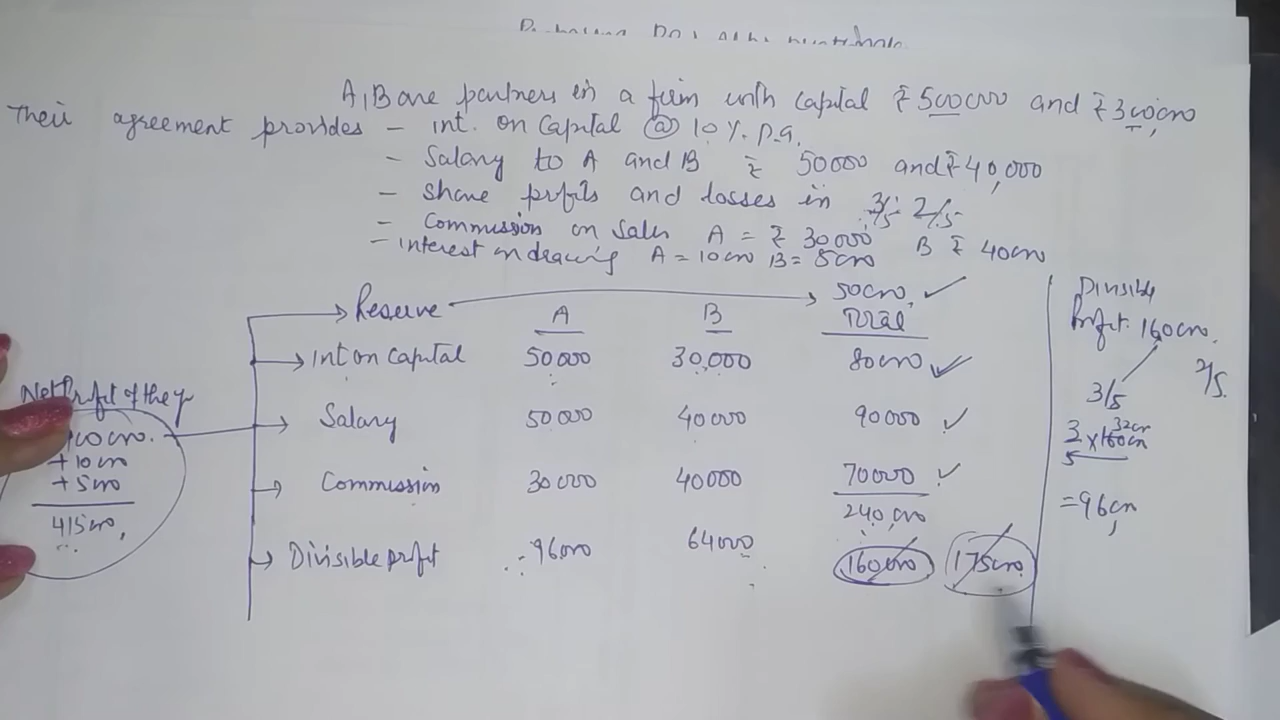 A, B are partners in a firm with capital ₹ 500000 and ₹ 300,000
Their agreement provides - int. on Capital @ 10 %. p.a.
- Salary to A and B ₹ 50000 and ₹ 40,000
- Share profits and losses in 3/5 2/5
- Commission on Sales A = ₹ 30000 B ₹ 40000
- interest on drawing A = 10000 B = 5000
Reserve 50000
A B Total
Int on Capital 50000 30,000 80000
Salary 50000 40000 90000
Commission 30000 40000 70000
240,000
Divisible profit 96000 64000 160000 175000
Net Profit of the y
+10000
+5000
415000
Divisible
Profit. 160000.
3/5 2/5.
3/5 × 160000 32000
= 96000